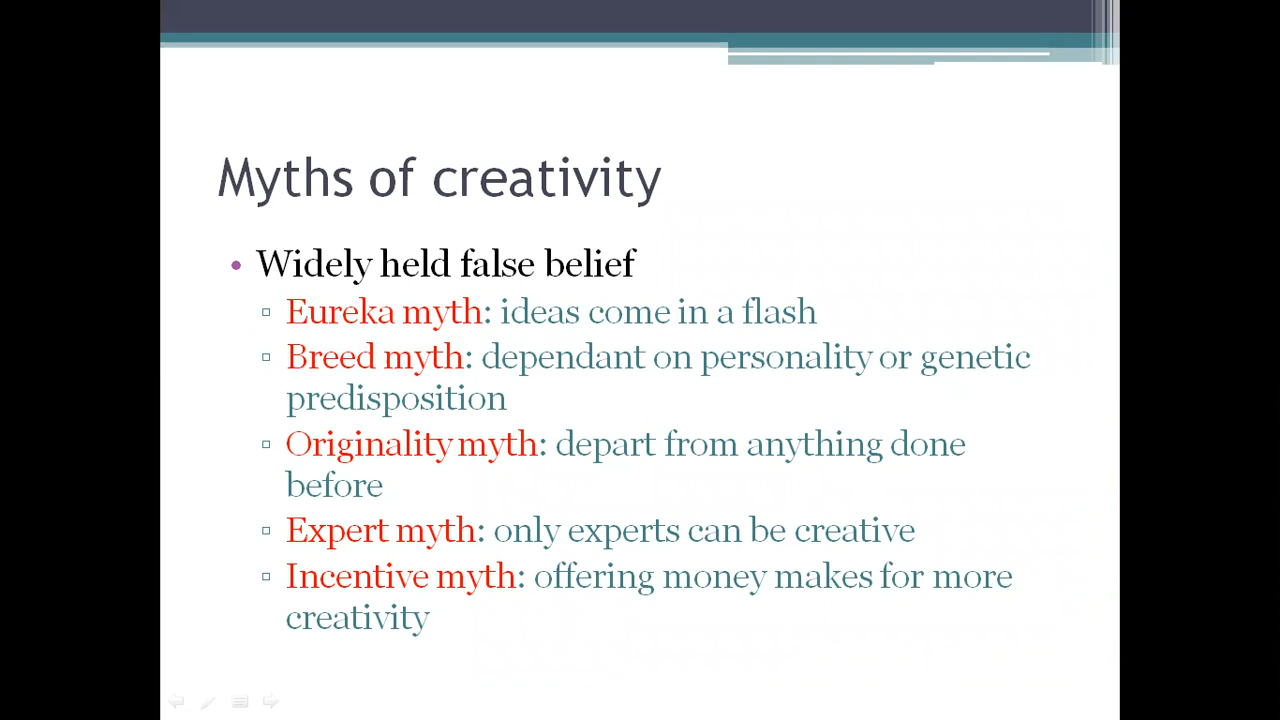 Myths of creativity
• Widely held false belief
▫ Eureka myth: ideas come in a flash
▫ Breed myth: dependant on personality or genetic
predisposition
▫ Originality myth: depart from anything done
before
▫ Expert myth: only experts can be creative
▫ Incentive myth: offering money makes for more
creativity